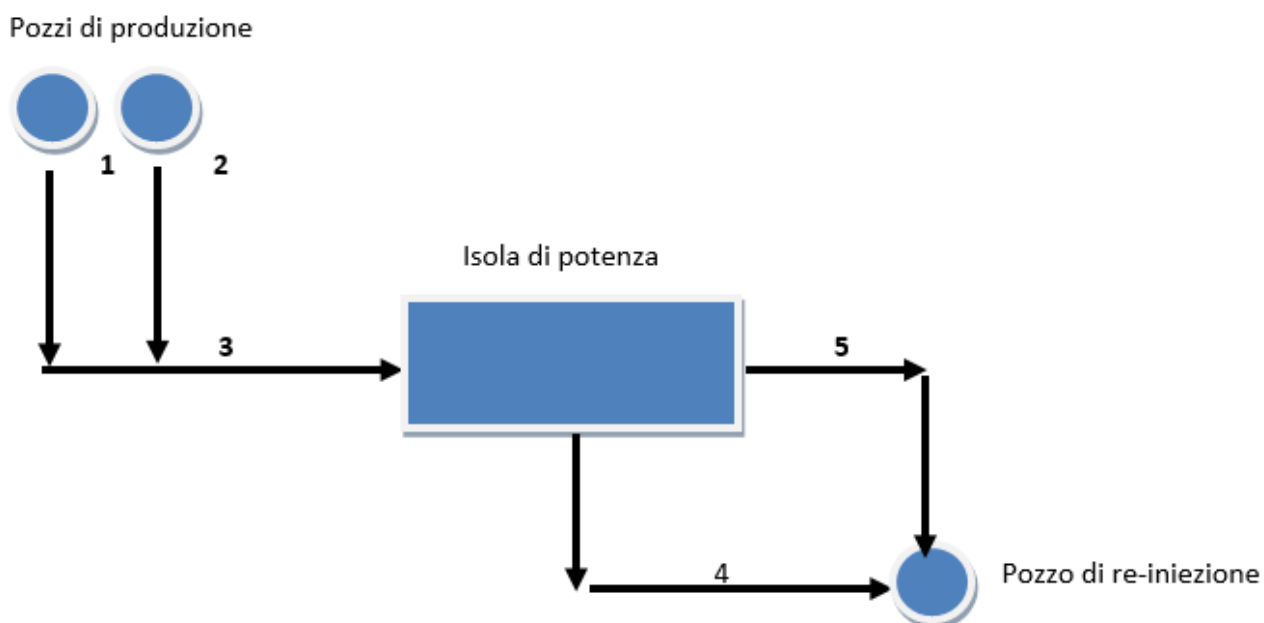 Pozzi di produzione
1
2
Isola di potenza
3
5
4
Pozzo di re-iniezione